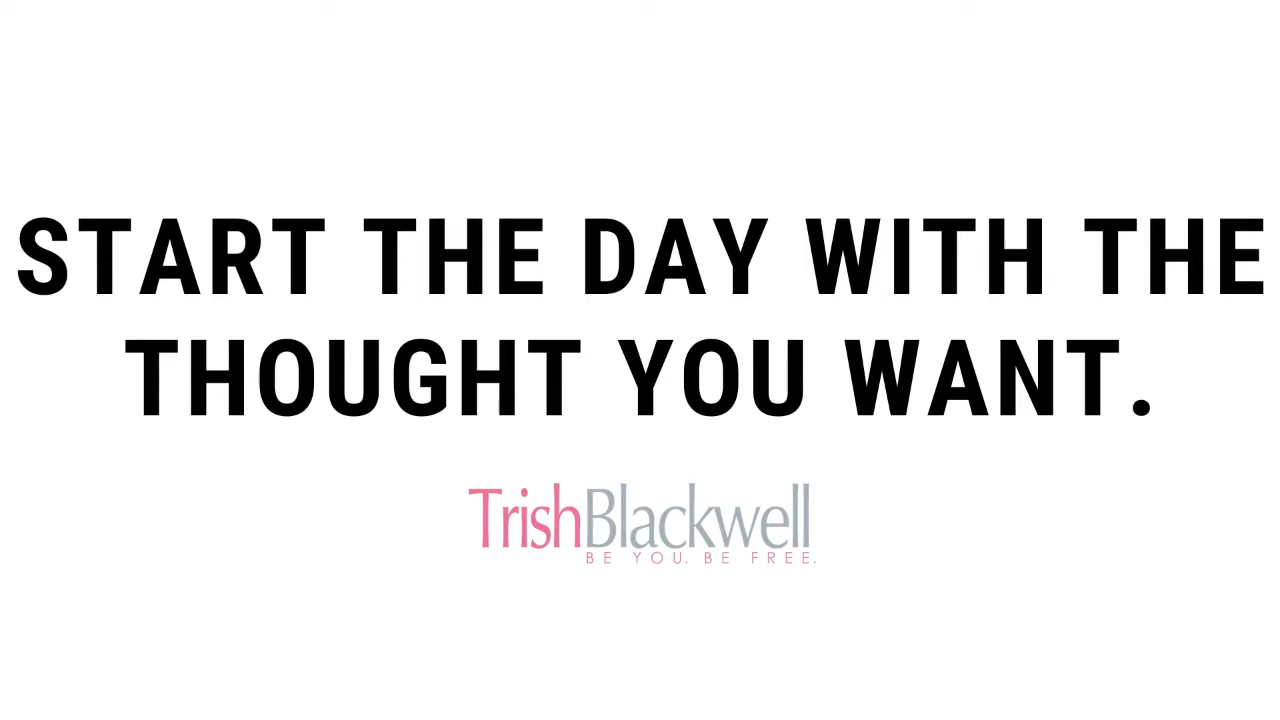 START THE DAY WITH THE
THOUGHT YOU WANT.
TrishBlackwell
BE YOU. BE FREE.